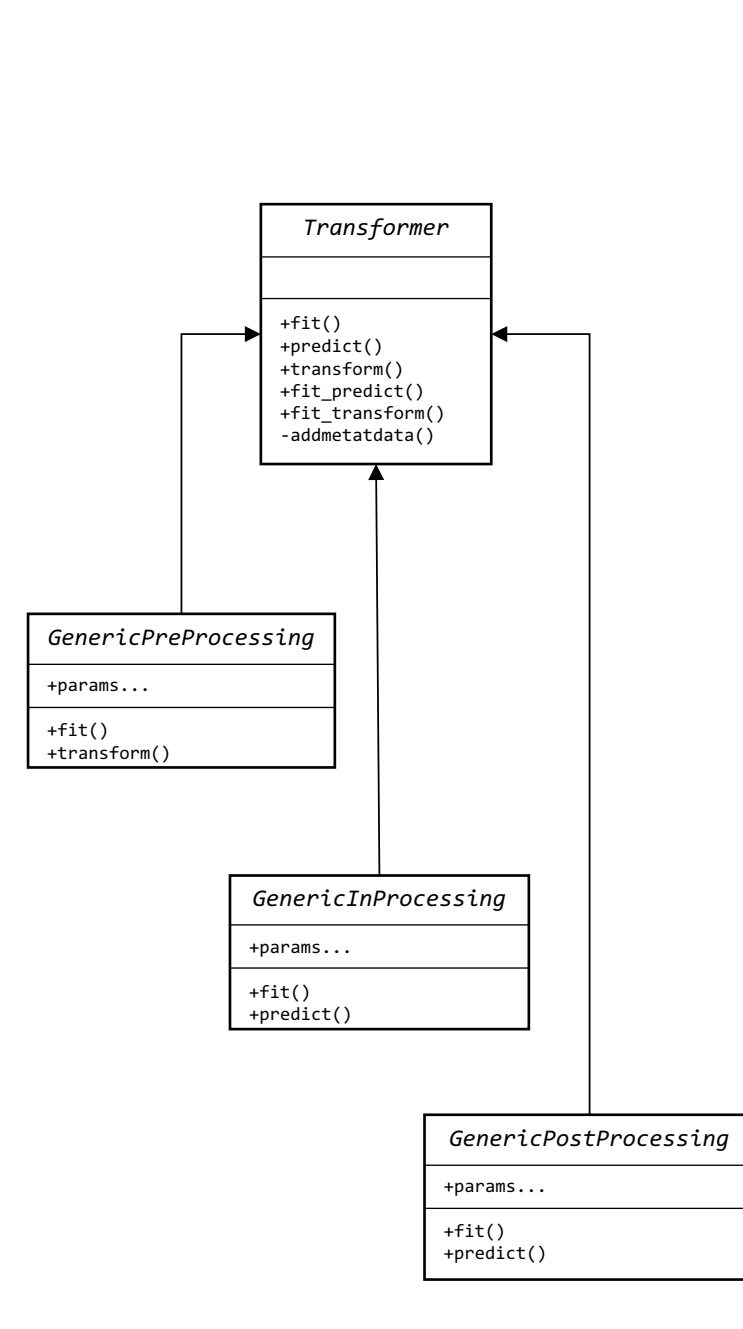 Transformer
+fit()
+predict()
+transform()
+fit_predict()
+fit_transform()
-addmetatdata()
GenericPreProcessing
+params...
+fit()
+transform()
GenericInProcessing
+params...
+fit()
+predict()
GenericPostProcessing
+params...
+fit()
+predict()